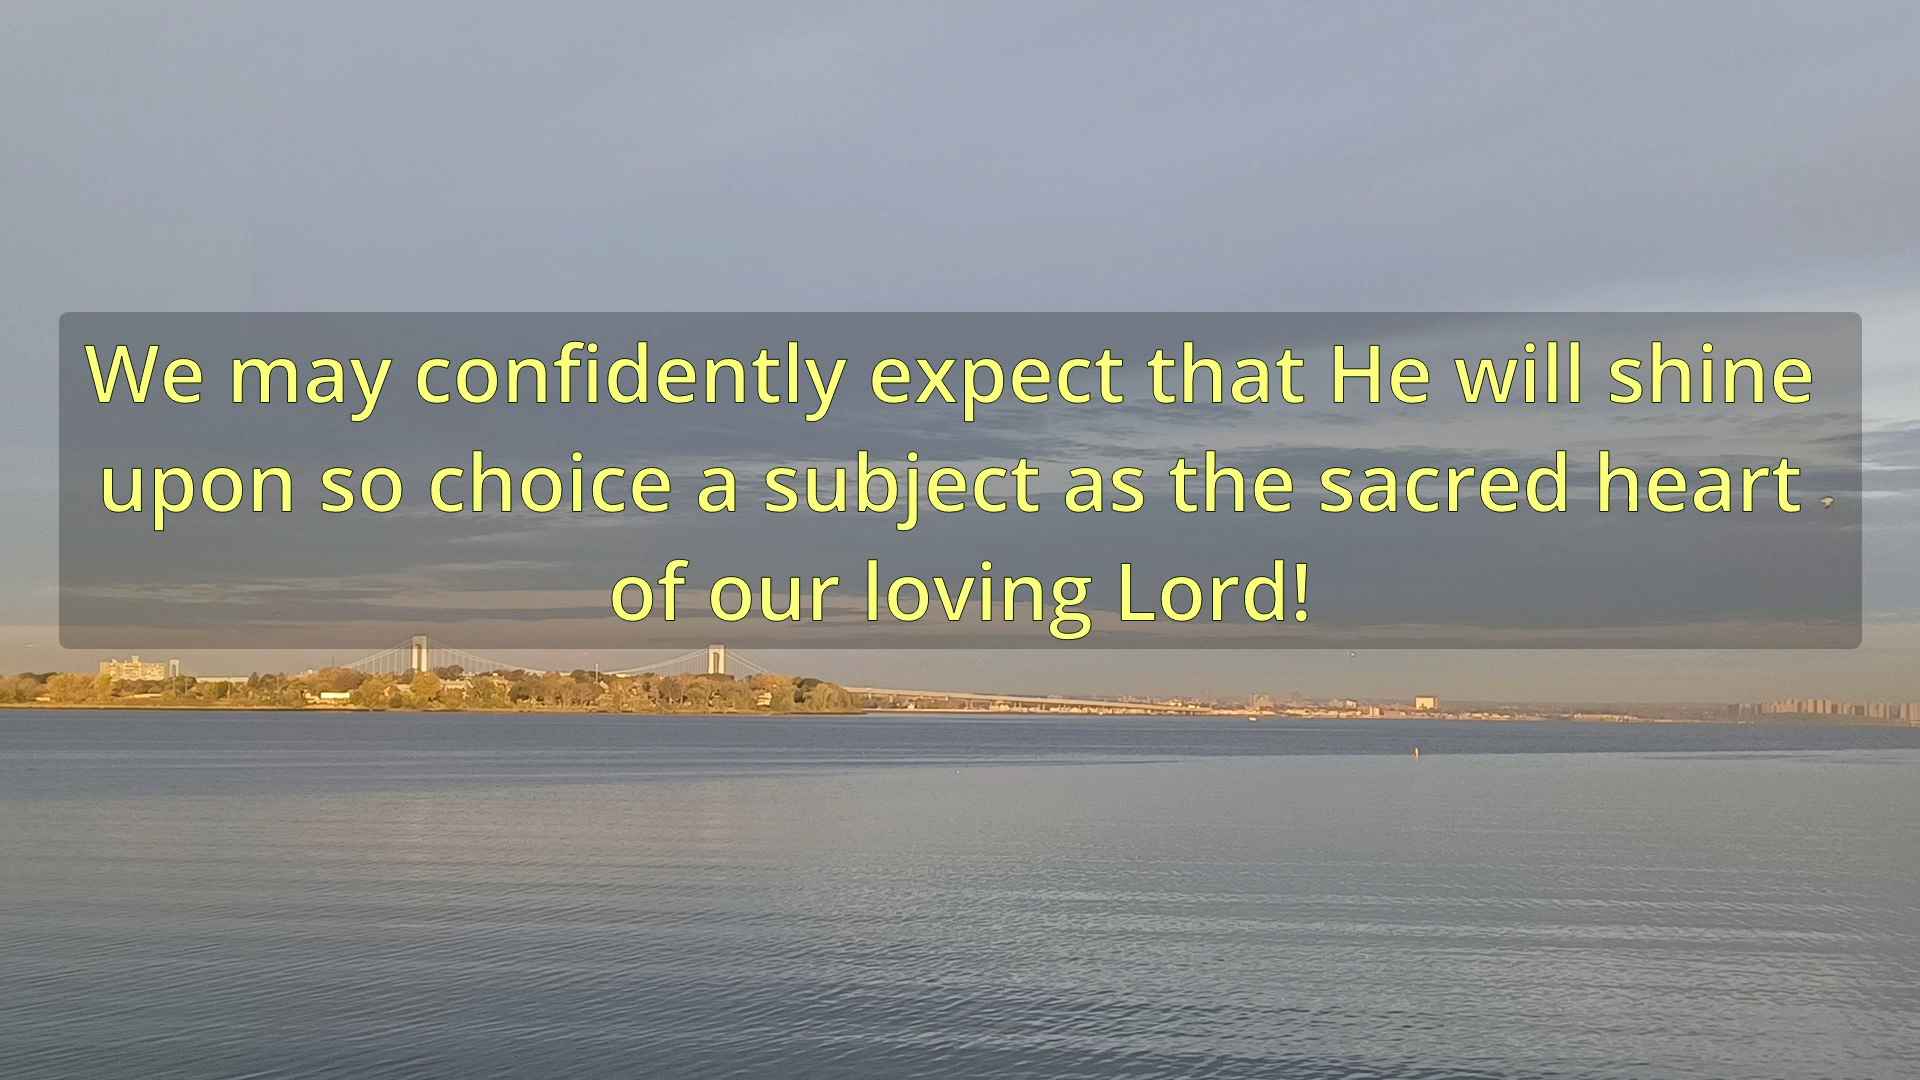 We may confidently expect that He will shine
upon so choice a subject as the sacred heart
of our loving Lord!